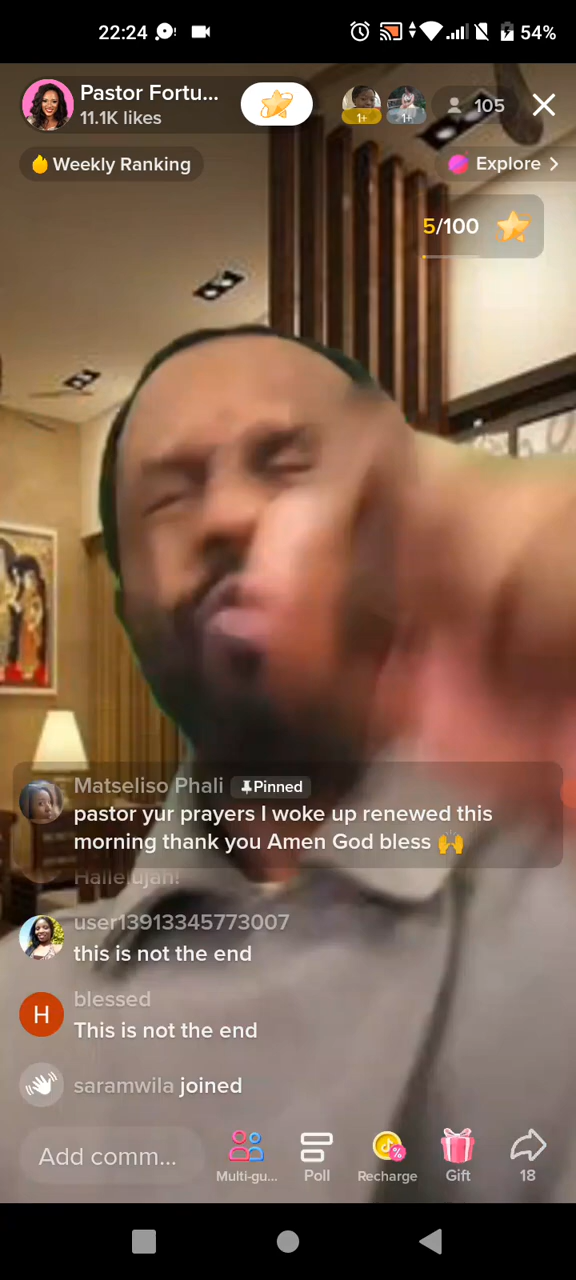 22:24
54%
Pastor Fortu...
11.1K likes
1+
1+
105
Weekly Ranking
Explore >
5/100
Matseliso Phali Pinned
pastor yur prayers I woke up renewed this
morning thank you Amen God bless 🙌
Hallelujah!
user13913345773007
this is not the end
H
blessed
This is not the end
saramwila joined
Add comm...
Multi-gu...
Poll
Recharge
Gift
18